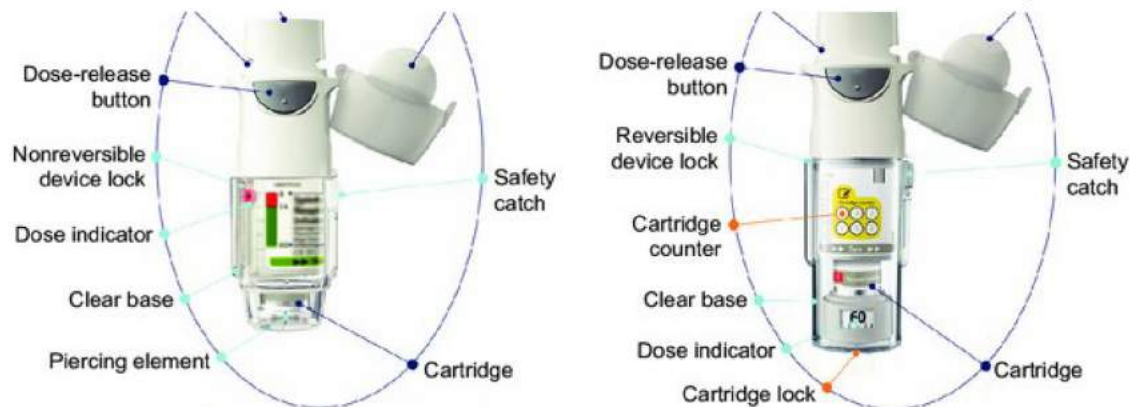 Dose-release
button
Nonreversible
device lock
Dose indicator
Clear base
Piercing element
Safety
catch
Cartridge
Dose-release
button
Reversible
device lock
Cartridge
counter
Clear base
Dose indicator
Cartridge lock
Safety
catch
Cartridge
60